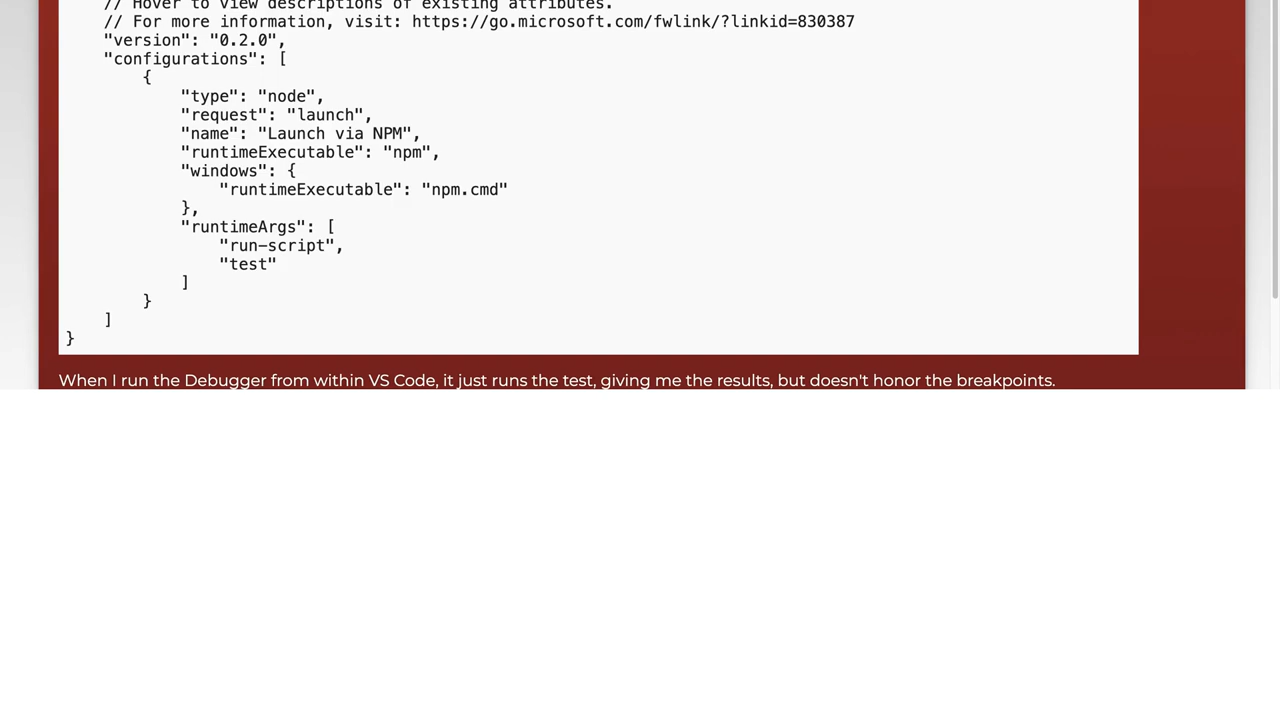 // Hover to view descriptions of existing attributes.
// For more information, visit: https://go.microsoft.com/fwlink/?linkid=830387
"version": "0.2.0",
"configurations": [
{
"type": "node",
"request": "launch",
"name": "Launch via NPM",
"runtimeExecutable": "npm",
"windows": {
"runtimeExecutable": "npm.cmd"
},
"runtimeArgs": [
"run-script",
"test"
]
}
]
}
When I run the Debugger from within VS Code, it just runs the test, giving me the results, but doesn't honor the breakpoints.